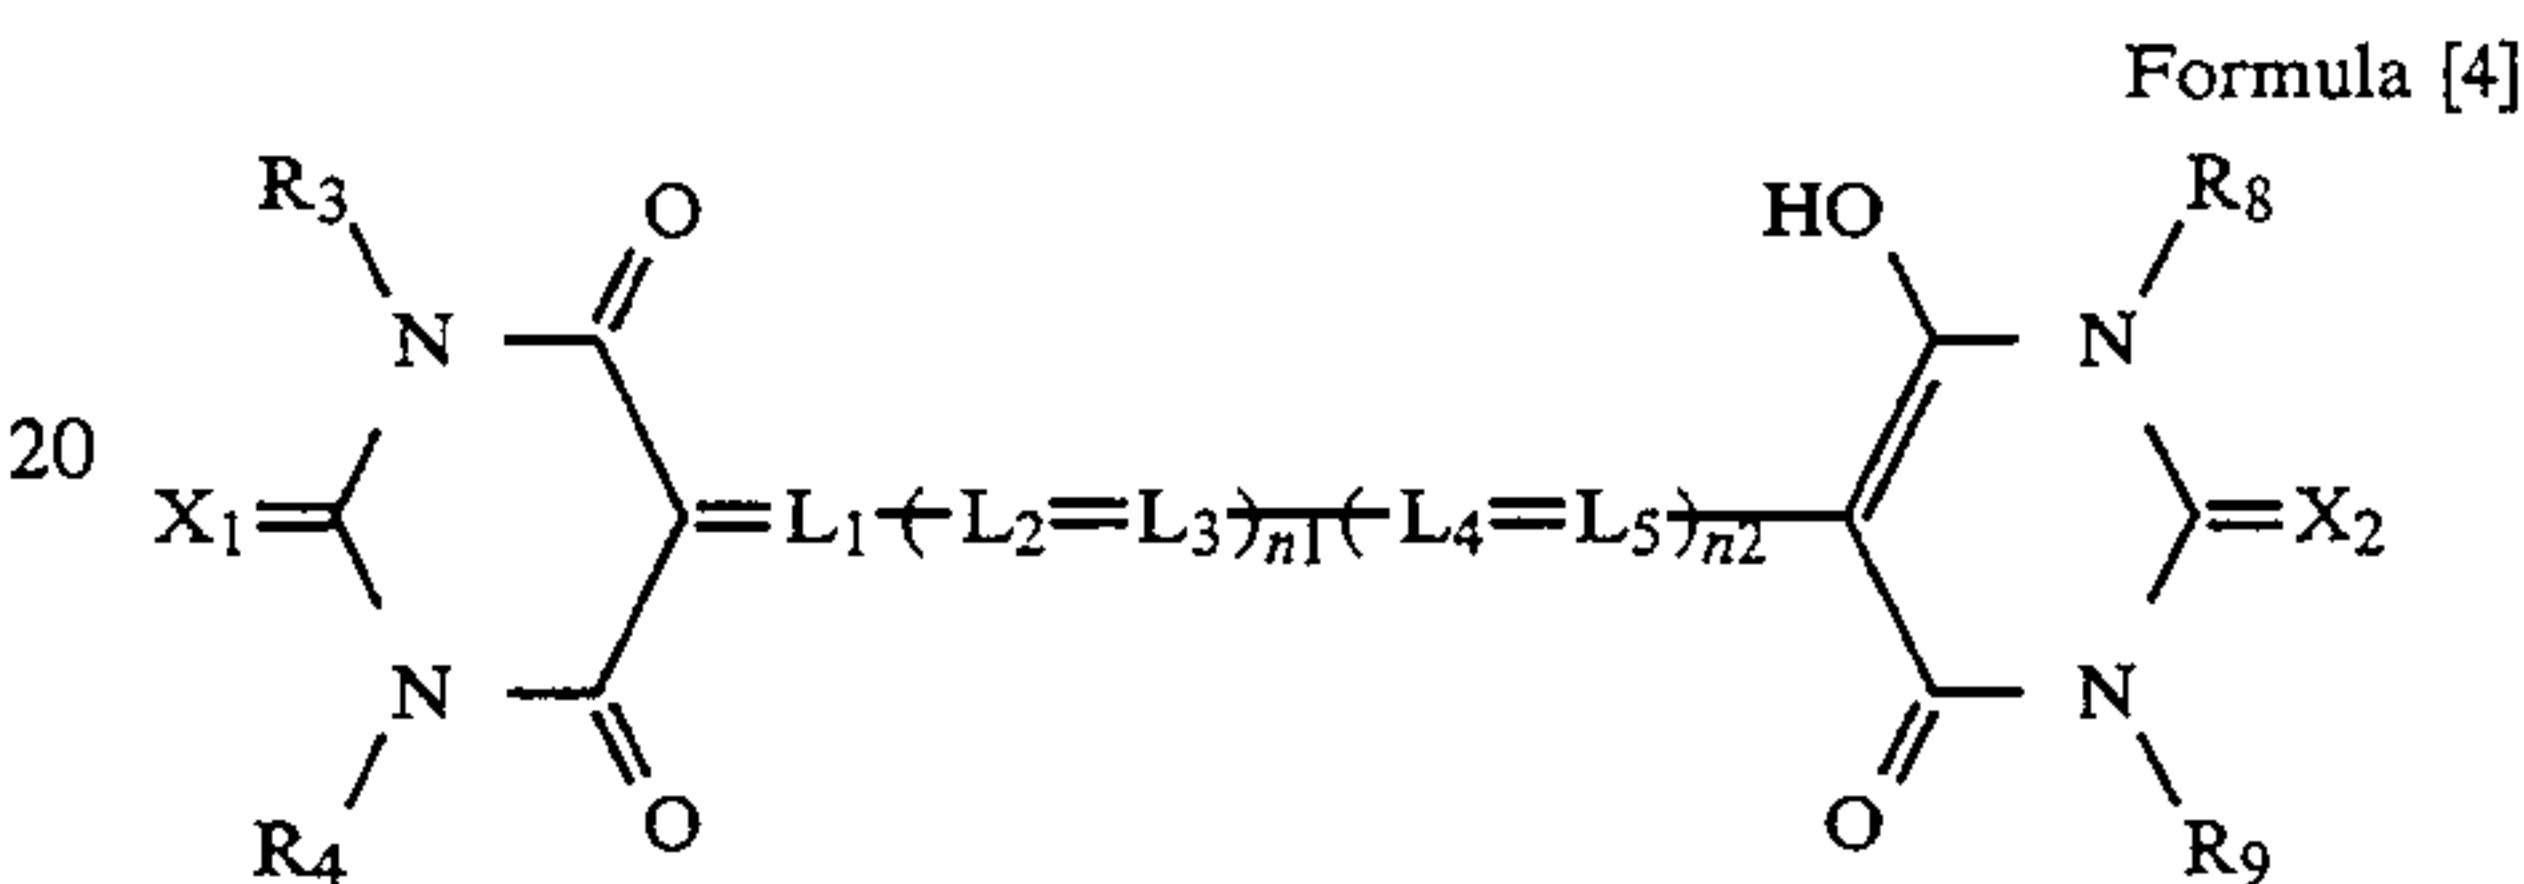 Formula [4]
R3 O HO R8
N N
20
X1 L1 ( L2 L3 )n1 ( L4 L5 )n2 X2
N N
R4 O O R9